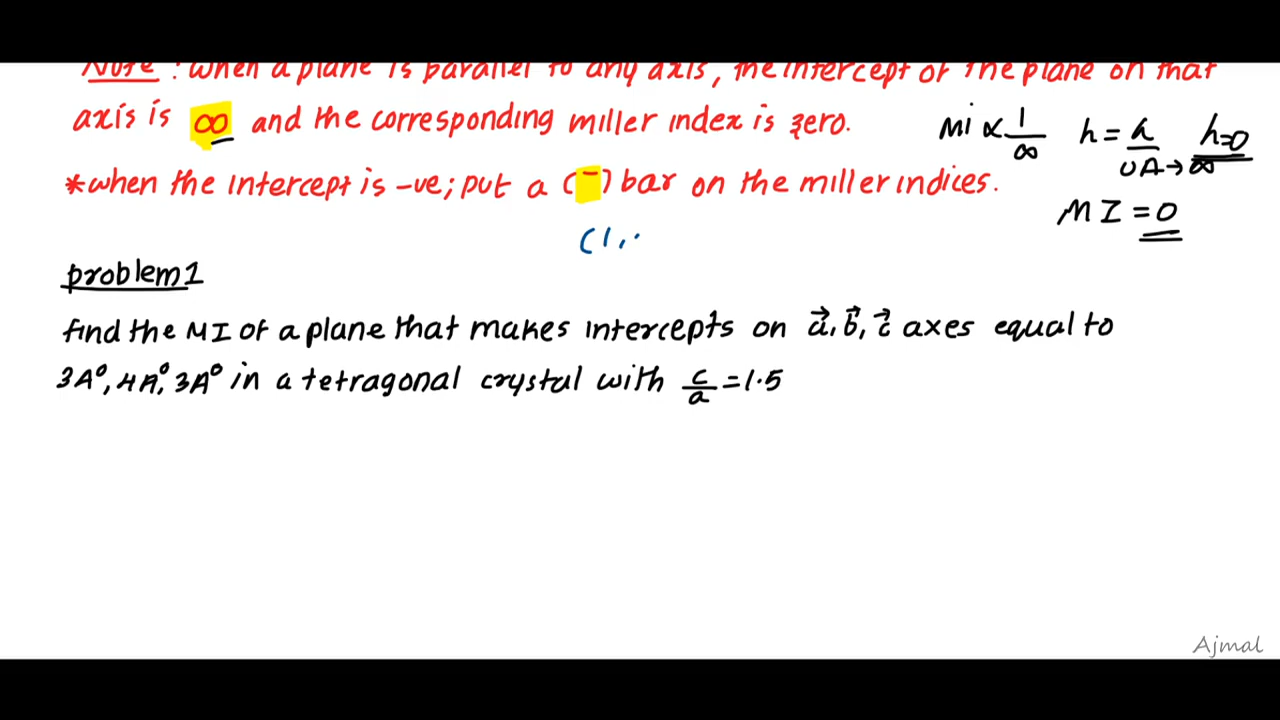 Note : when a plane is parallel to any axis, the intercept of the plane on that
axis is ∞ and the corresponding miller index is zero.
MI ∝ 1/∞ h = a/OA→∞ h=0
*when the intercept is -ve; put a (-) bar on the miller indices.
MI = 0
(1,.
problem1
find the MI of a plane that makes intercepts on a⃗, b⃗, c⃗ axes equal to
3A°, 4A°, 3A° in a tetragonal crystal with c/a = 1.5
Ajmal